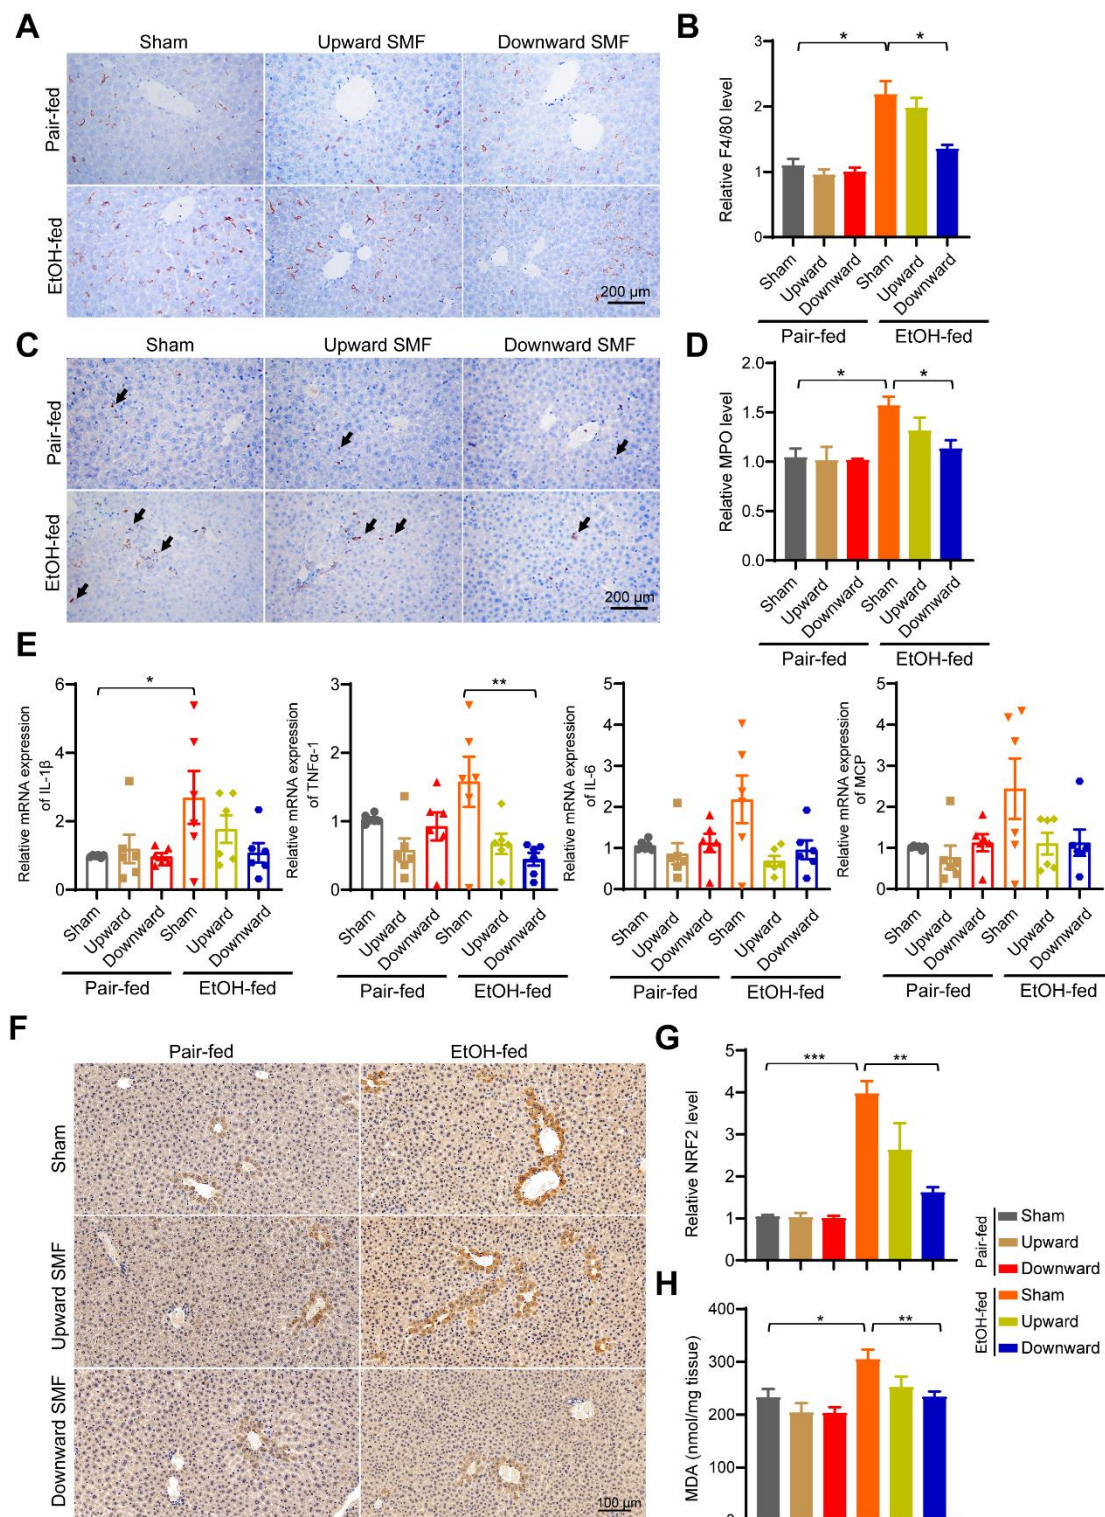 A
Sham
Upward SMF
Downward SMF
Pair-fed
EtOH-fed
200 µm
B
Relative F4/80 level
3
2
1
0
*
*
Sham
Upward
Downward
Sham
Upward
Downward
Pair-fed
EtOH-fed
C
Sham
Upward SMF
Downward SMF
Pair-fed
EtOH-fed
200 µm
D
Relative MPO level
2.0
1.5
1.0
0.5
0.0
*
*
Sham
Upward
Downward
Sham
Upward
Downward
Pair-fed
EtOH-fed
E
Relative mRNA expression
of IL-1β
6
4
2
0
*
Sham
Upward
Downward
Sham
Upward
Downward
Pair-fed
EtOH-fed
Relative mRNA expression
of TNFα-1
3
2
1
0
**
Sham
Upward
Downward
Sham
Upward
Downward
Pair-fed
EtOH-fed
Relative mRNA expression
of IL-6
5
4
3
2
1
0
Sham
Upward
Downward
Sham
Upward
Downward
Pair-fed
EtOH-fed
Relative mRNA expression
of MCP
5
4
3
2
1
0
Sham
Upward
Downward
Sham
Upward
Downward
Pair-fed
EtOH-fed
F
Pair-fed
EtOH-fed
Sham
Upward SMF
Downward SMF
100 µm
G
Relative NRF2 level
5
4
3
2
1
0
***
**
Pair-fed
Sham
Upward
Downward
EtOH-fed
Sham
Upward
Downward
H
MDA (nmol/mg tissue)
400
300
200
100
0
*
**